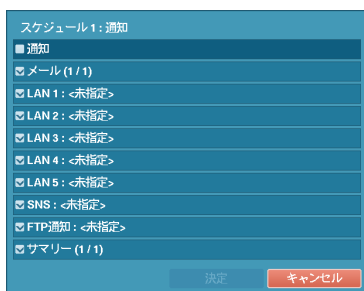 スケジュール 1 : 通知
通知
メール (1 / 1)
LAN 1 : <未指定>
LAN 2 : <未指定>
LAN 3 : <未指定>
LAN 4 : <未指定>
LAN 5 : <未指定>
SNS : <未指定>
FTP通知 : <未指定>
サマリー (1 / 1)
決定 キャンセル